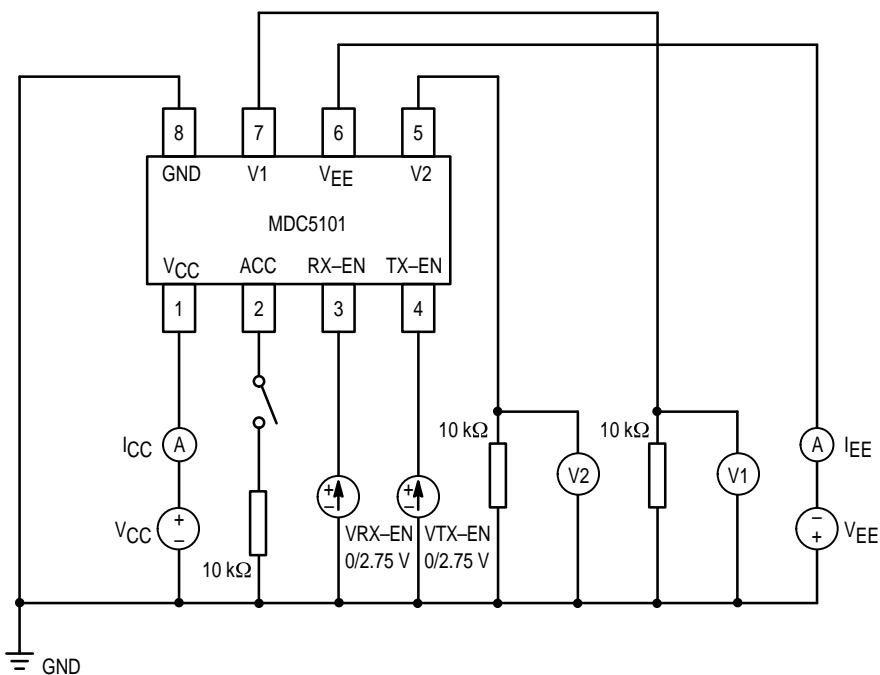 8 7 6 5
GND V1 VEE V2
MDC5101
VCC ACC RX–EN TX–EN
1 2 3 4
ICC A
10 kΩ
10 kΩ
A IEE
V2
V1
VCC
+
–
+
–
+
–
VRX–EN
0/2.75 V
VTX–EN
0/2.75 V
–
+
VEE
10 kΩ
GND